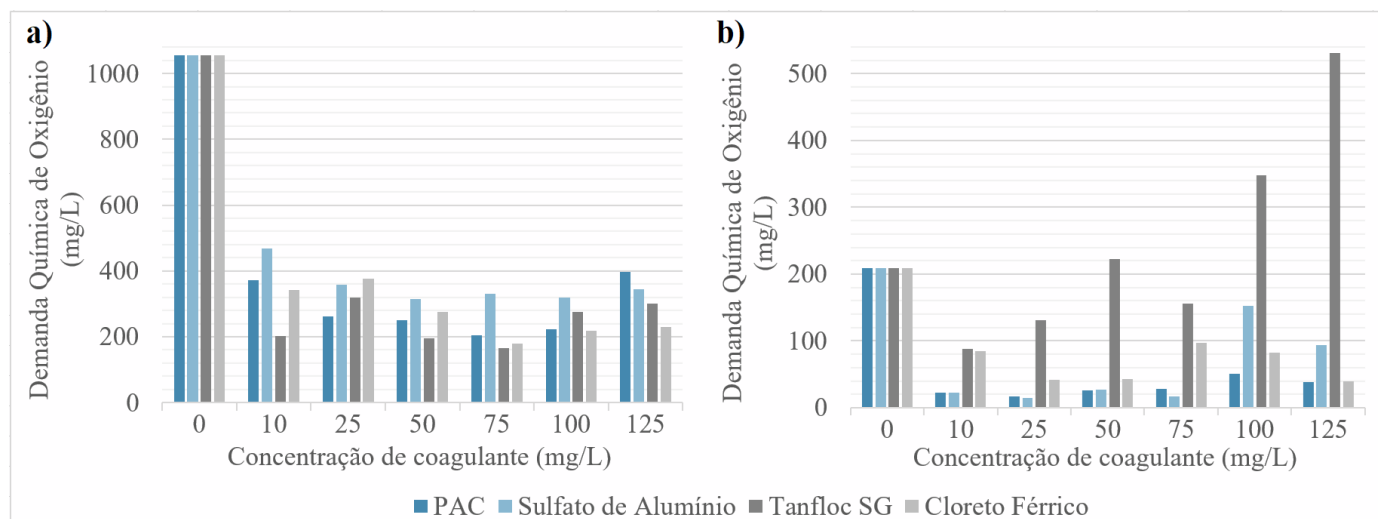 a)
Demanda Química de Oxigênio
(mg/L)
1000
800
600
400
200
0
0 10 25 50 75 100 125
Concentração de coagulante (mg/L)
b)
Demanda Química de Oxigênio
(mg/L)
500
400
300
200
100
0
0 10 25 50 75 100 125
Concentração de coagulante (mg/L)
PAC Sulfato de Alumínio Tanfloc SG Cloreto Férrico